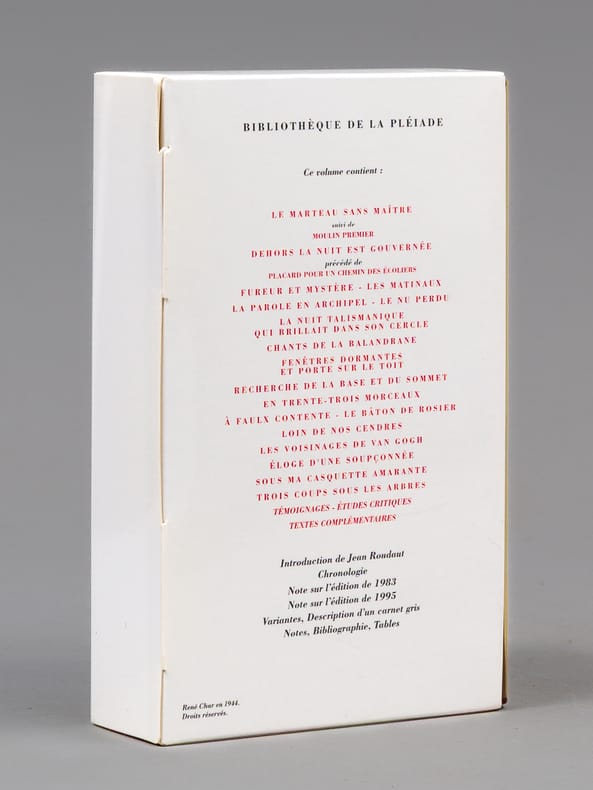 BIBLIOTHÈQUE DE LA PLÉIADE
Ce volume contient :
LE MARTEAU SANS MAÎTRE
suivi de
MOULIN PREMIER
DEHORS LA NUIT EST GOUVERNÉE
précédé de
PLACARD POUR UN CHEMIN DES ÉCOLIERS
FUREUR ET MYSTÈRE - LES MATINAUX
LA PAROLE EN ARCHIPEL - LE NU PERDU
LA NUIT TALISMANIQUE
QUI BRILLAIT DANS SON CERCLE
CHANTS DE LA BALANDRANE
FENÊTRES DORMANTES
ET PORTE SUR LE TOIT
RECHERCHE DE LA BASE ET DU SOMMET
EN TRENTE-TROIS MORCEAUX
À FAULX CONTENTE - LE BÂTON DE ROSIER
LOIN DE NOS CENDRES
LES VOISINAGES DE VAN GOGH
ÉLOGE D'UNE SOUPÇONNÉE
SOUS MA CASQUETTE AMARANTE
TROIS COUPS SOUS LES ARBRES
TÉMOIGNAGES - ÉTUDES CRITIQUES
TEXTES COMPLÉMENTAIRES
Introduction de Jean Roudaut
Chronologie
Note sur l'édition de 1983
Note sur l'édition de 1995
Variantes, Description d'un carnet gris
Notes, Bibliographie, Tables
René Char en 1944.
Droits réservés.